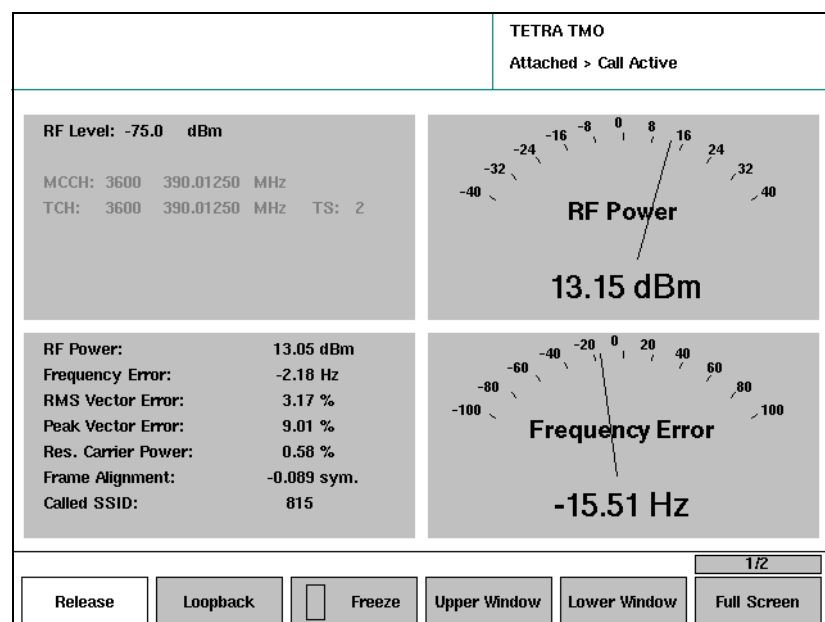 TETRA TMO
Attached > Call Active
RF Level: -75.0 dBm
MCCH: 3600 390.01250 MHz
TCH: 3600 390.01250 MHz TS: 2
-40 -32 -24 -16 -8 0 8 16 24 32 40
RF Power
13.15 dBm
RF Power: 13.05 dBm
Frequency Error: -2.18 Hz
RMS Vector Error: 3.17 %
Peak Vector Error: 9.01 %
Res. Carrier Power: 0.58 %
Frame Alignment: -0.089 sym.
Called SSID: 815
-100 -80 -60 -40 -20 0 20 40 60 80 100
Frequency Error
-15.51 Hz
1/2
Release Loopback Freeze Upper Window Lower Window Full Screen